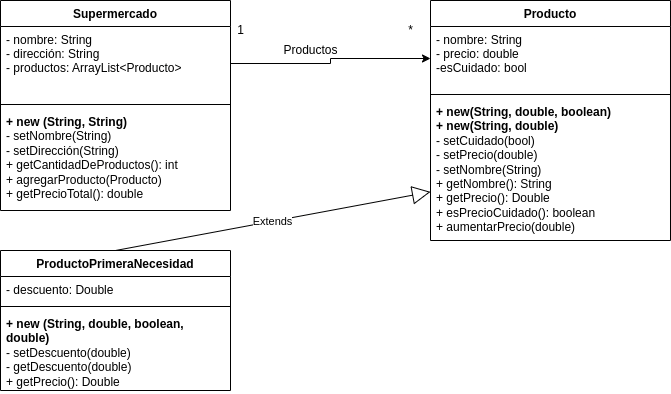 Supermercado
- nombre: String
- dirección: String
- productos: ArrayList<Producto>
+ new (String, String)
- setNombre(String)
- setDirección(String)
+ getCantidadDeProductos(): int
+ agregarProducto(Producto)
+ getPrecioTotal(): double
1
Productos
*
Producto
- nombre: String
- precio: double
-esCuidado: bool
+ new(String, double, boolean)
+ new(String, double)
- setCuidado(bool)
- setPrecio(double)
- setNombre(String)
+ getNombre(): String
+ getPrecio(): Double
+ esPrecioCuidado(): boolean
+ aumentarPrecio(double)
Extends
ProductoPrimeraNecesidad
- descuento: Double
+ new (String, double, boolean,
double)
- setDescuento(double)
- getDescuento(double)
+ getPrecio(): Double